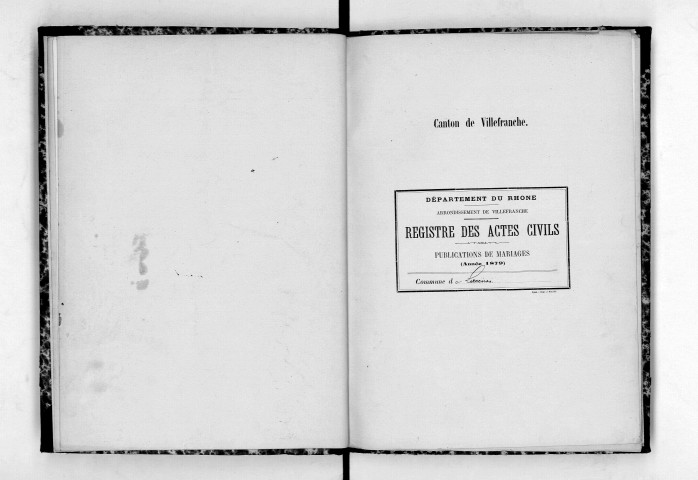 Canton de Villefranche.
DÉPARTEMENT DU RHONE
ARRONDISSEMENT DE VILLEFRANCHE
REGISTRE DES ACTES CIVILS
PUBLICATIONS DE MARIAGES
(Année 1879)
Commune d